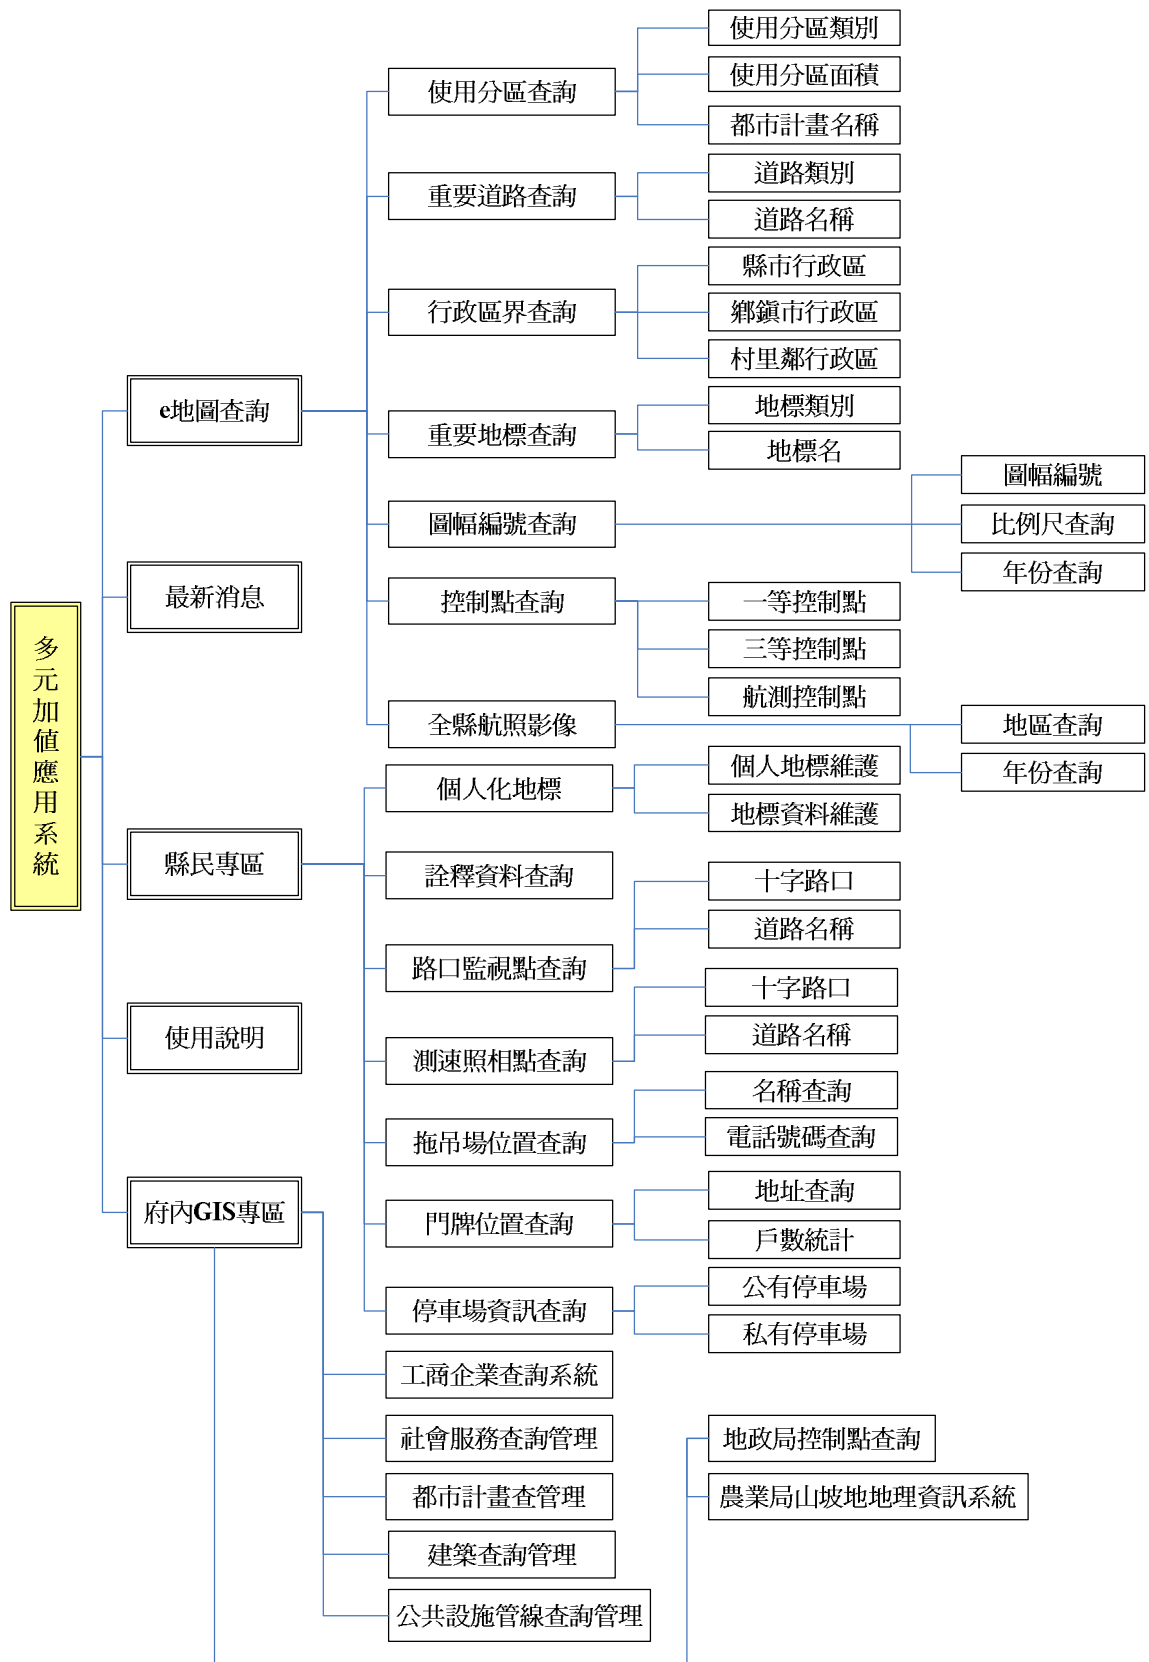 多元加值應用系統
e地圖查詢
使用分區查詢
使用分區類別
使用分區面積
都市計畫名稱
重要道路查詢
道路類別
道路名稱
行政區界查詢
縣市行政區
鄉鎮市行政區
村里鄰行政區
重要地標查詢
地標類別
地標名
圖幅編號查詢
圖幅編號
比例尺查詢
年份查詢
控制點查詢
一等控制點
三等控制點
航測控制點
全縣航照影像
地區查詢
年份查詢
最新消息
縣民專區
個人化地標
個人地標維護
地標資料維護
詮釋資料查詢
路口監視點查詢
十字路口
道路名稱
測速照相點查詢
十字路口
道路名稱
拖吊場位置查詢
名稱查詢
電話號碼查詢
門牌位置查詢
地址查詢
戶數統計
停車場資訊查詢
公有停車場
私有停車場
使用說明
府內GIS專區
工商企業查詢系統
社會服務查詢管理
都市計畫查管理
建築查詢管理
公共設施管線查詢管理
地政局控制點查詢
農業局山坡地地理資訊系統